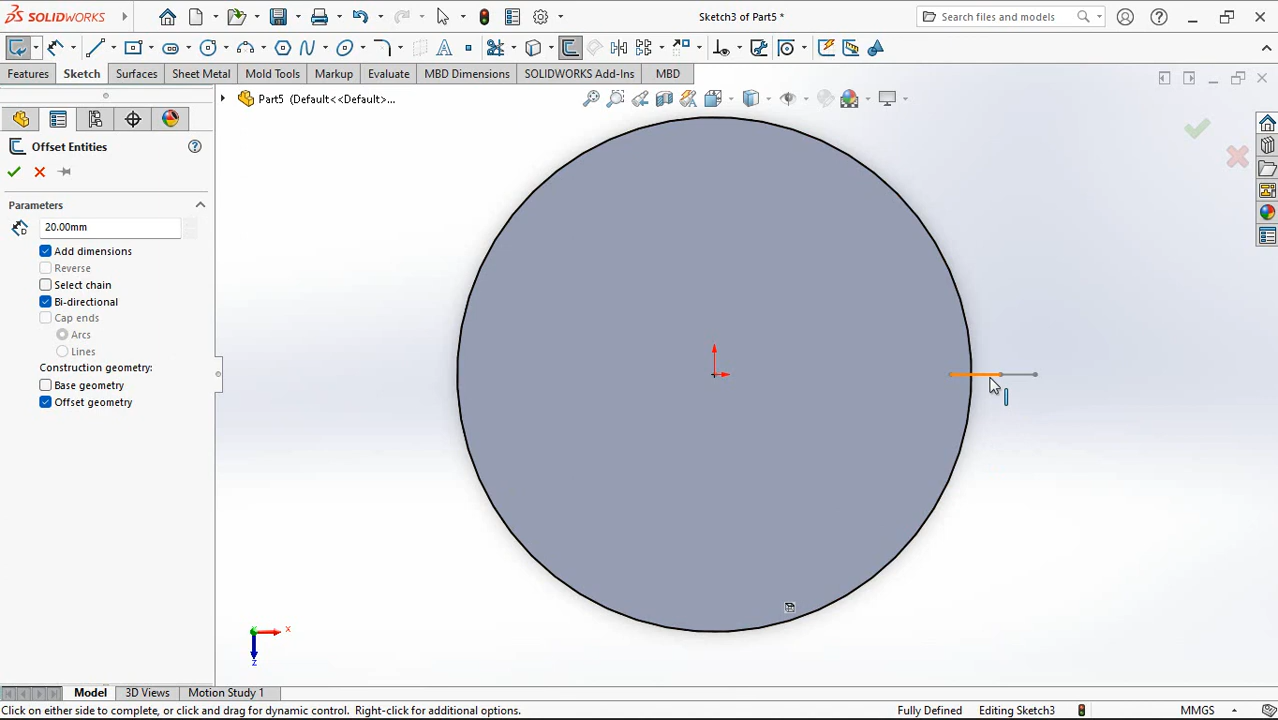 SOLIDWORKS
Sketch3 of Part5 *
Search files and models
Features
Sketch
Surfaces
Sheet Metal
Mold Tools
Markup
Evaluate
MBD Dimensions
SOLIDWORKS Add-Ins
MBD
Part5 (Default<<Default>...
Offset Entities
Parameters
20.00mm
Add dimensions
Reverse
Select chain
Bi-directional
Cap ends
Arcs
Lines
Construction geometry:
Base geometry
Offset geometry
x
z
Model
3D Views
Motion Study 1
Click on either side to complete, or click and drag for dynamic control. Right-click for additional options.
Fully Defined
Editing Sketch3
MMGS